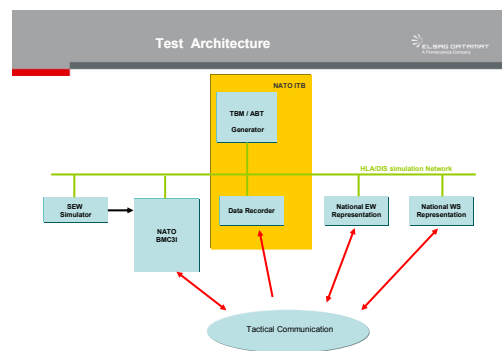 Test Architecture
ELSAG DATAMAT
A Finmeccanica Company
NATO ITB
TBM / ABT
Generator
HLA/DIS simulation Network
SEW
Simulator
NATO
BMC3I
Data Recorder
National EW
Representation
National WS
Representation
Tactical Communication